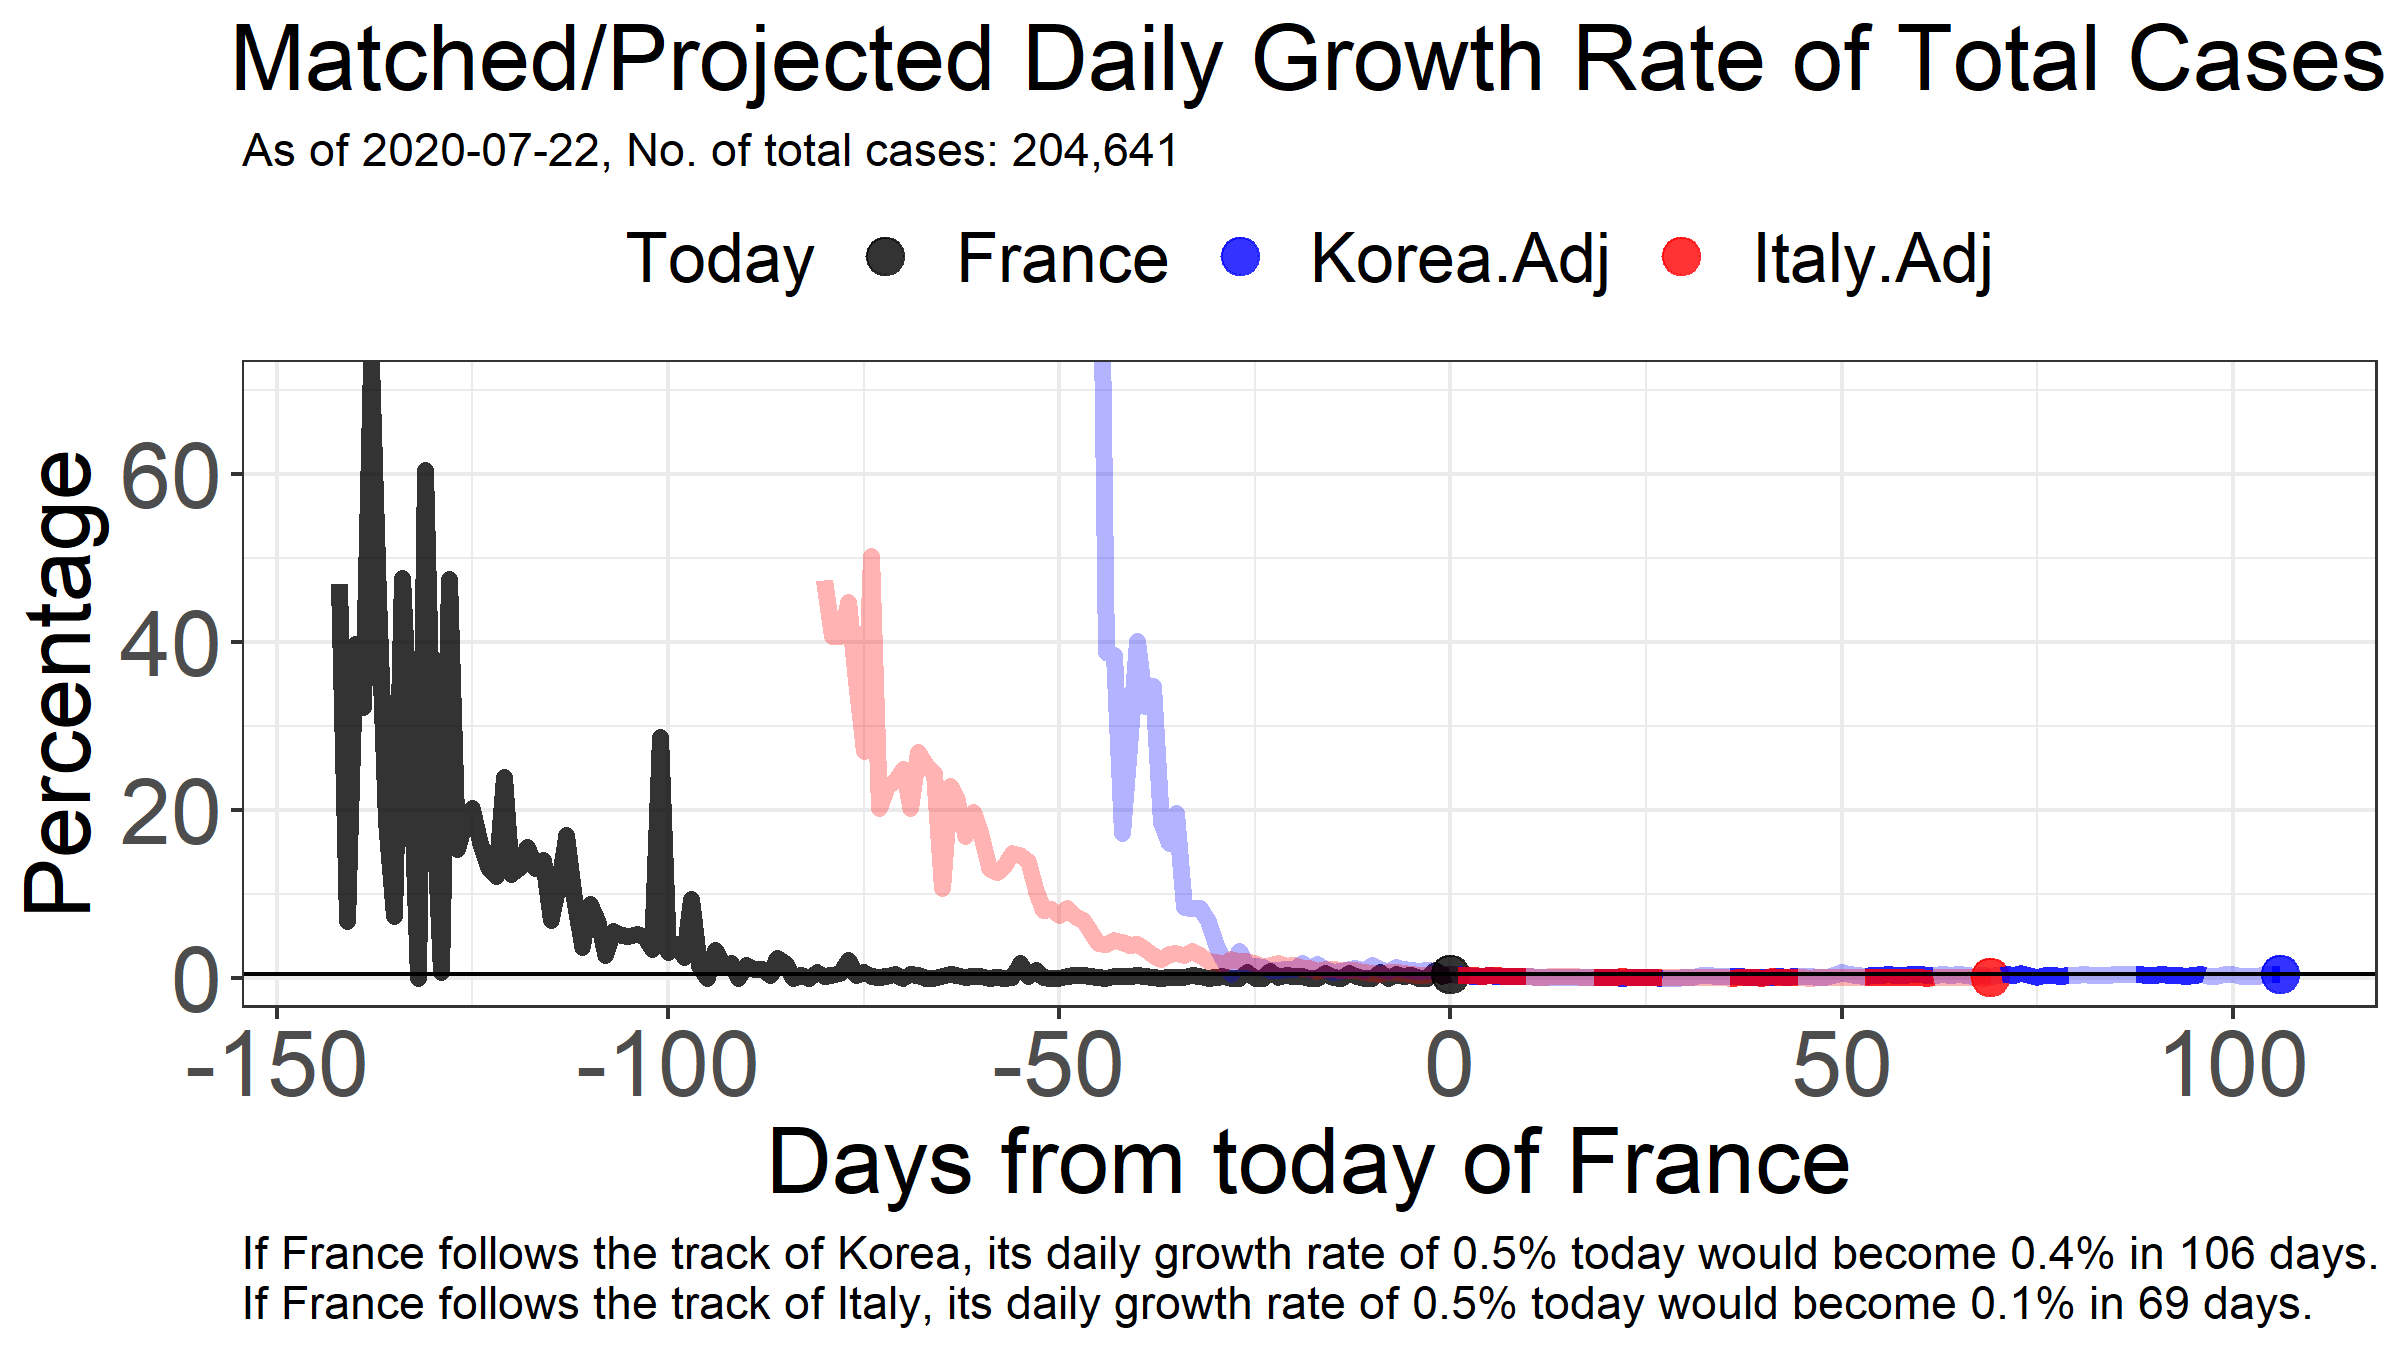 Matched/Projected Daily Growth Rate of Total Cases
As of 2020-07-22, No. of total cases: 204,641
Today France Korea.Adj Italy.Adj
Percentage
60
40
20
0
-150 -100 -50 0 50 100
Days from today of France
If France follows the track of Korea, its daily growth rate of 0.5% today would become 0.4% in 106 days.
If France follows the track of Italy, its daily growth rate of 0.5% today would become 0.1% in 69 days.